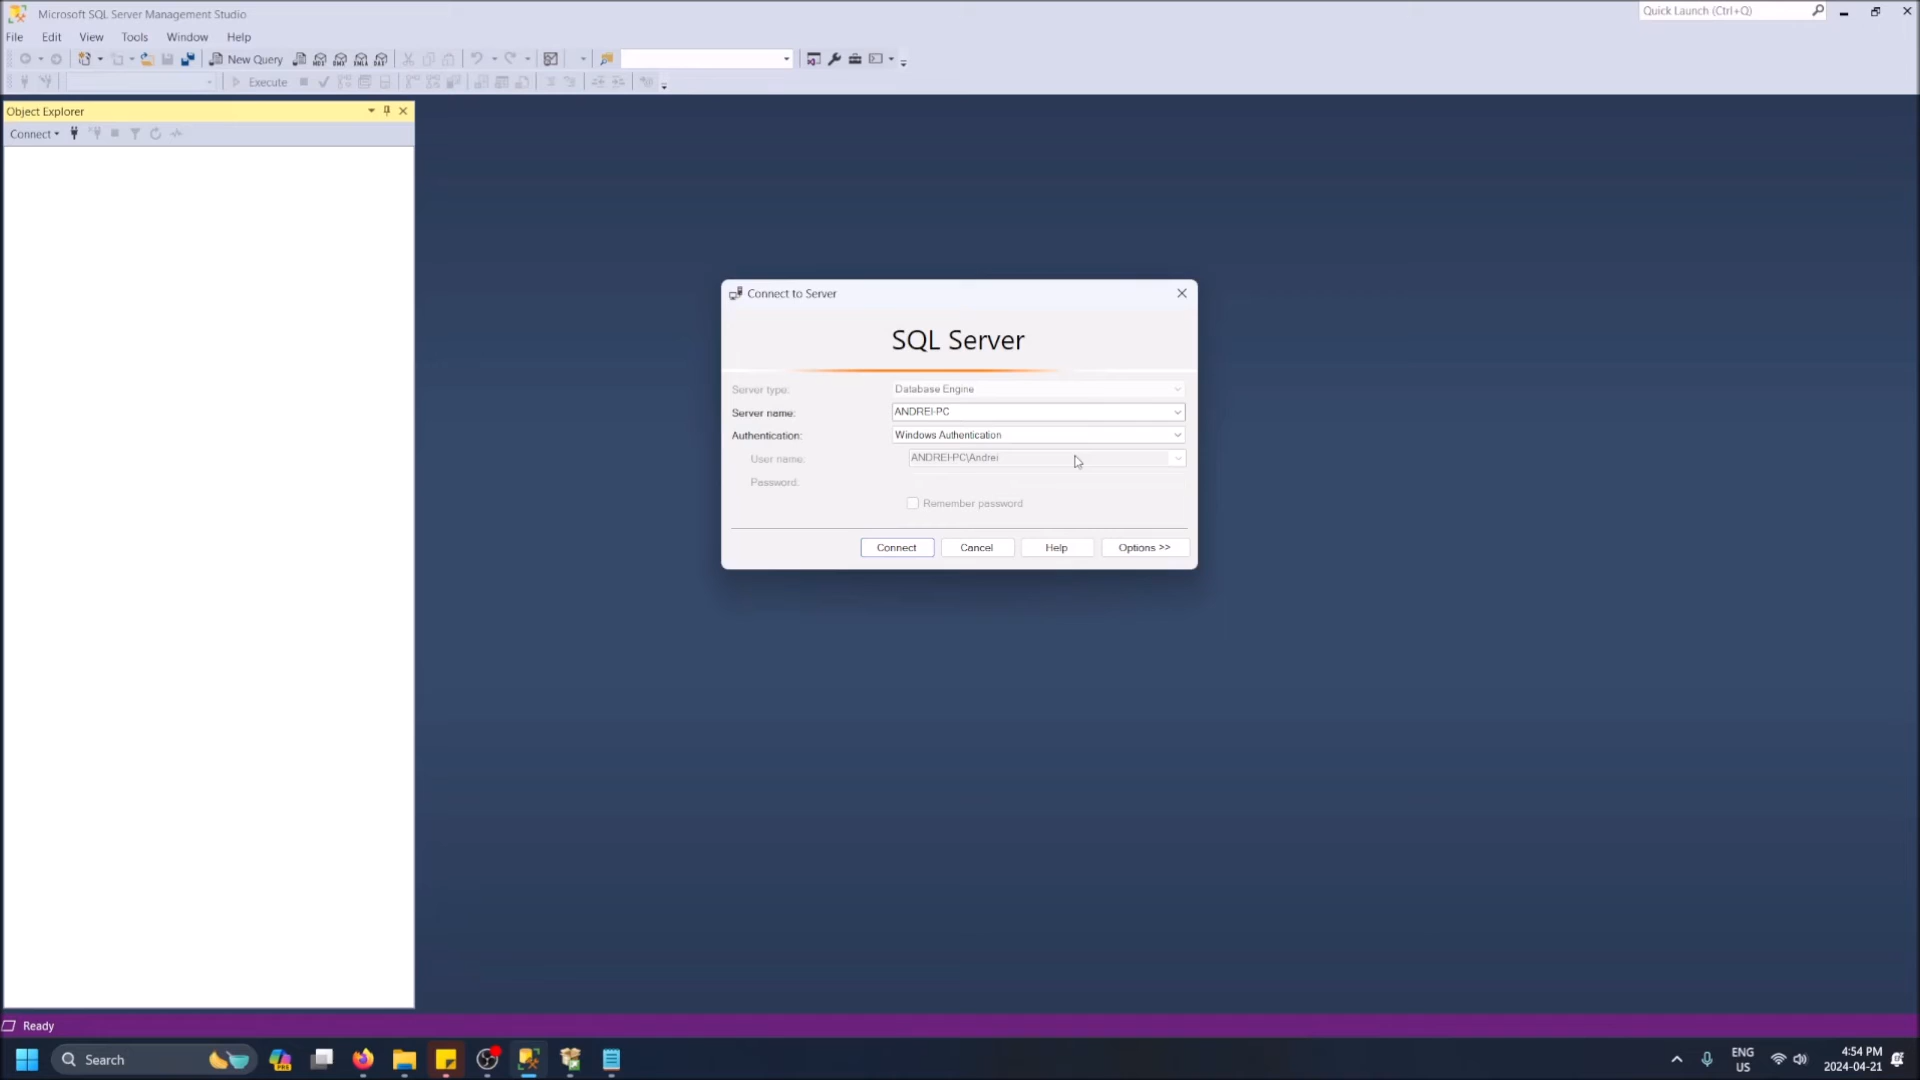 Microsoft SQL Server Management Studio
Quick Launch (Ctrl+Q)
File Edit View Tools Window Help
New Query
Execute
Object Explorer
Connect
Connect to Server
SQL Server
Server type: Database Engine
Server name: ANDREI-PC
Authentication: Windows Authentication
User name: ANDREI-PC\Andrei
Password:
Remember password
Connect Cancel Help Options >>
Ready
Search
ENG
US
4:54 PM
2024-04-21